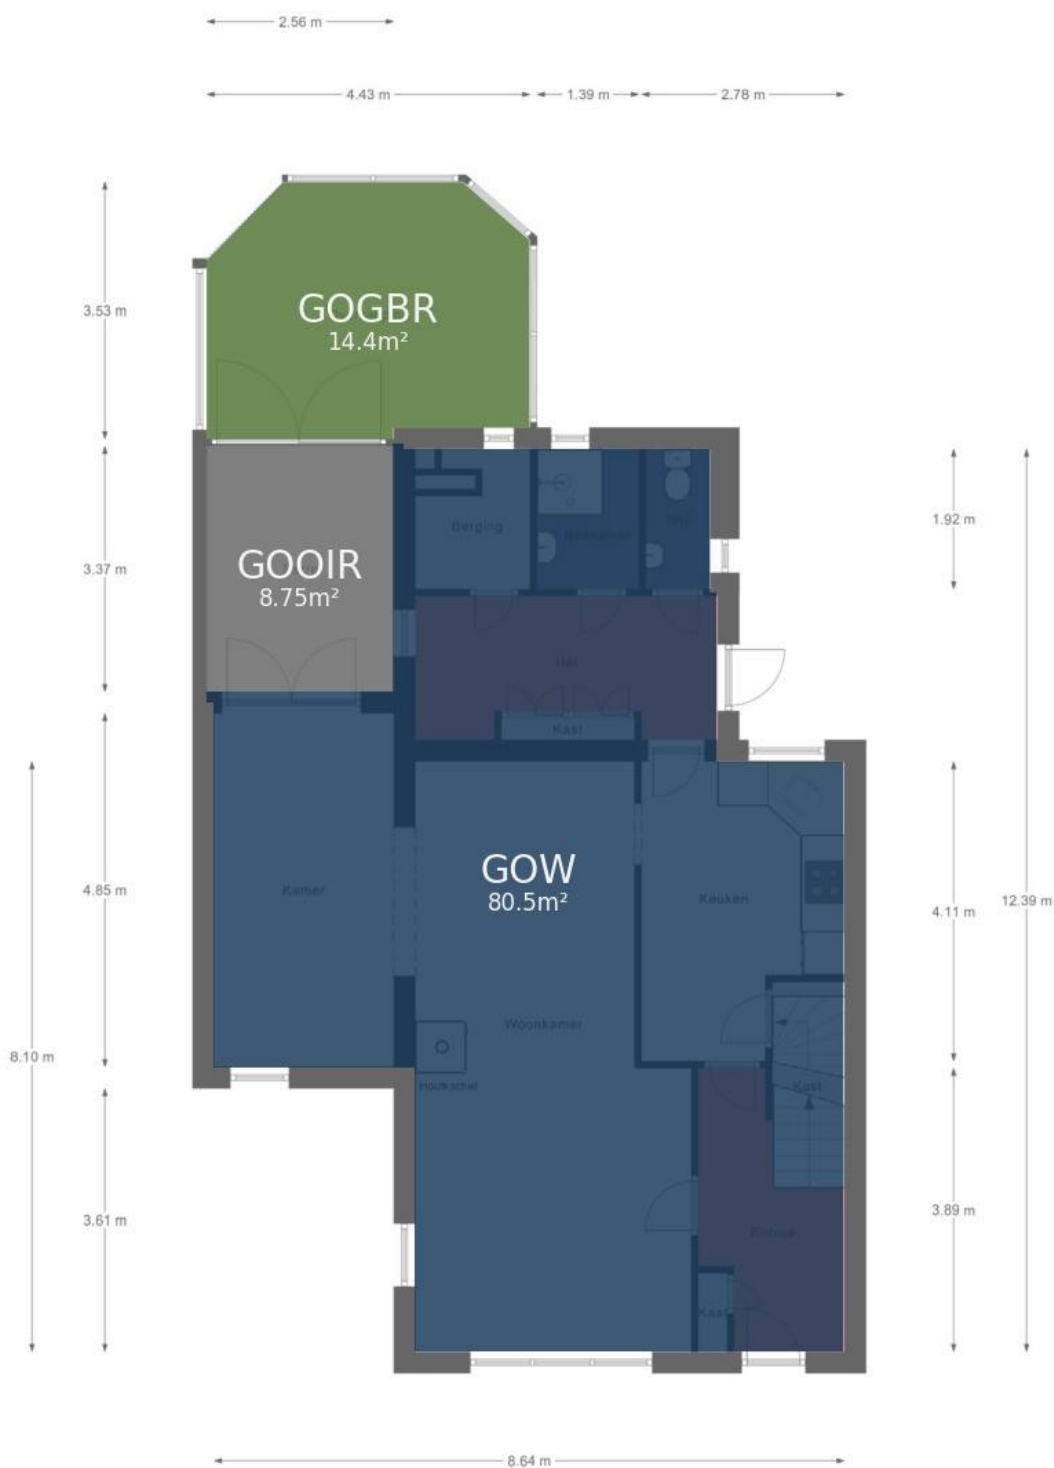 2.56 m
4.43 m
1.39 m
2.78 m
3.53 m
GOGBR
14.4m²
Berging
Badkamer
1.92 m
GOOIR
8.75m²
3.37 m
Hal
Kast
GOW
80.5m²
Kamer
Keuken
4.85 m
4.11 m
12.39 m
Woonkamer
8.10 m
Houtkachel
Kast
3.61 m
3.89 m
Entree
Kast
8.64 m